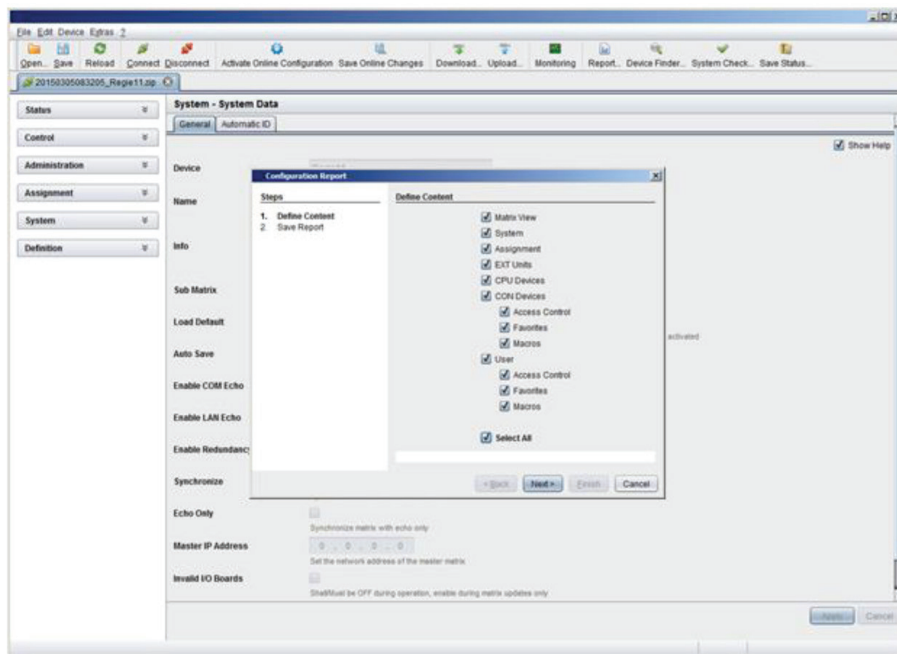 File Edit Device Extras ?
Open... Save Reload Connect Disconnect Activate Online Configuration Save Online Changes Download... Upload... Monitoring Report... Device Finder... System Check... Save Status...
20150305083205_Regie11.zip
Status
Control
Administration
Assignment
System
Definition
System - System Data
General Automatic ID
Show Help
Device
Name
Info
Sub Matrix
Load Default
Auto Save
Enable COM Echo
Enable LAN Echo
Enable Redundancy
Synchronize
Echo Only
Synchronize matrix with echo only
Master IP Address
0 . 0 . 0 . 0
Set the network address of the master matrix
Invalid I/O Boards
Shall/Must be OFF during operation, enable during matrix updates only
activated
Apply Cancel
Configuration Report
Steps
1. Define Content
2 Save Report
Define Content
Matrix View
System
Assignment
EXT Units
CPU Devices
CON Devices
Access Control
Favorites
Macros
User
Access Control
Favorites
Macros
Select All
< Back Next > Finish Cancel